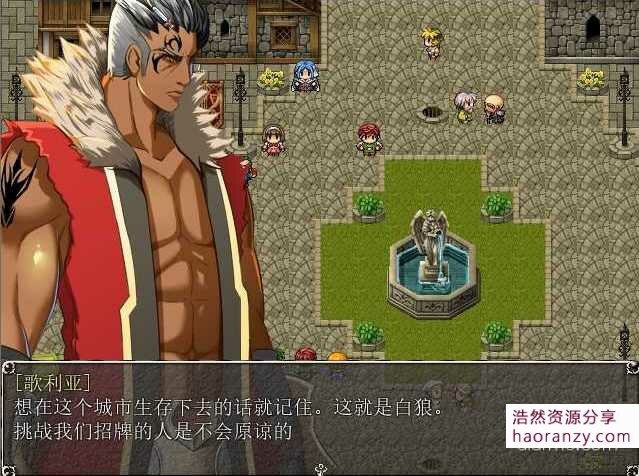 [歌利亚]
想在这个城市生存下去的话就记住。这就是白狼。
挑战我们招牌的人是不会原谅的
浩然资源分享
haoranzy.com